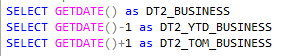 SELECT GETDATE() as DT2_BUSINESS
SELECT GETDATE()-1 as DT2_YTD_BUSINESS
SELECT GETDATE()+1 as DT2_TOM_BUSINESS